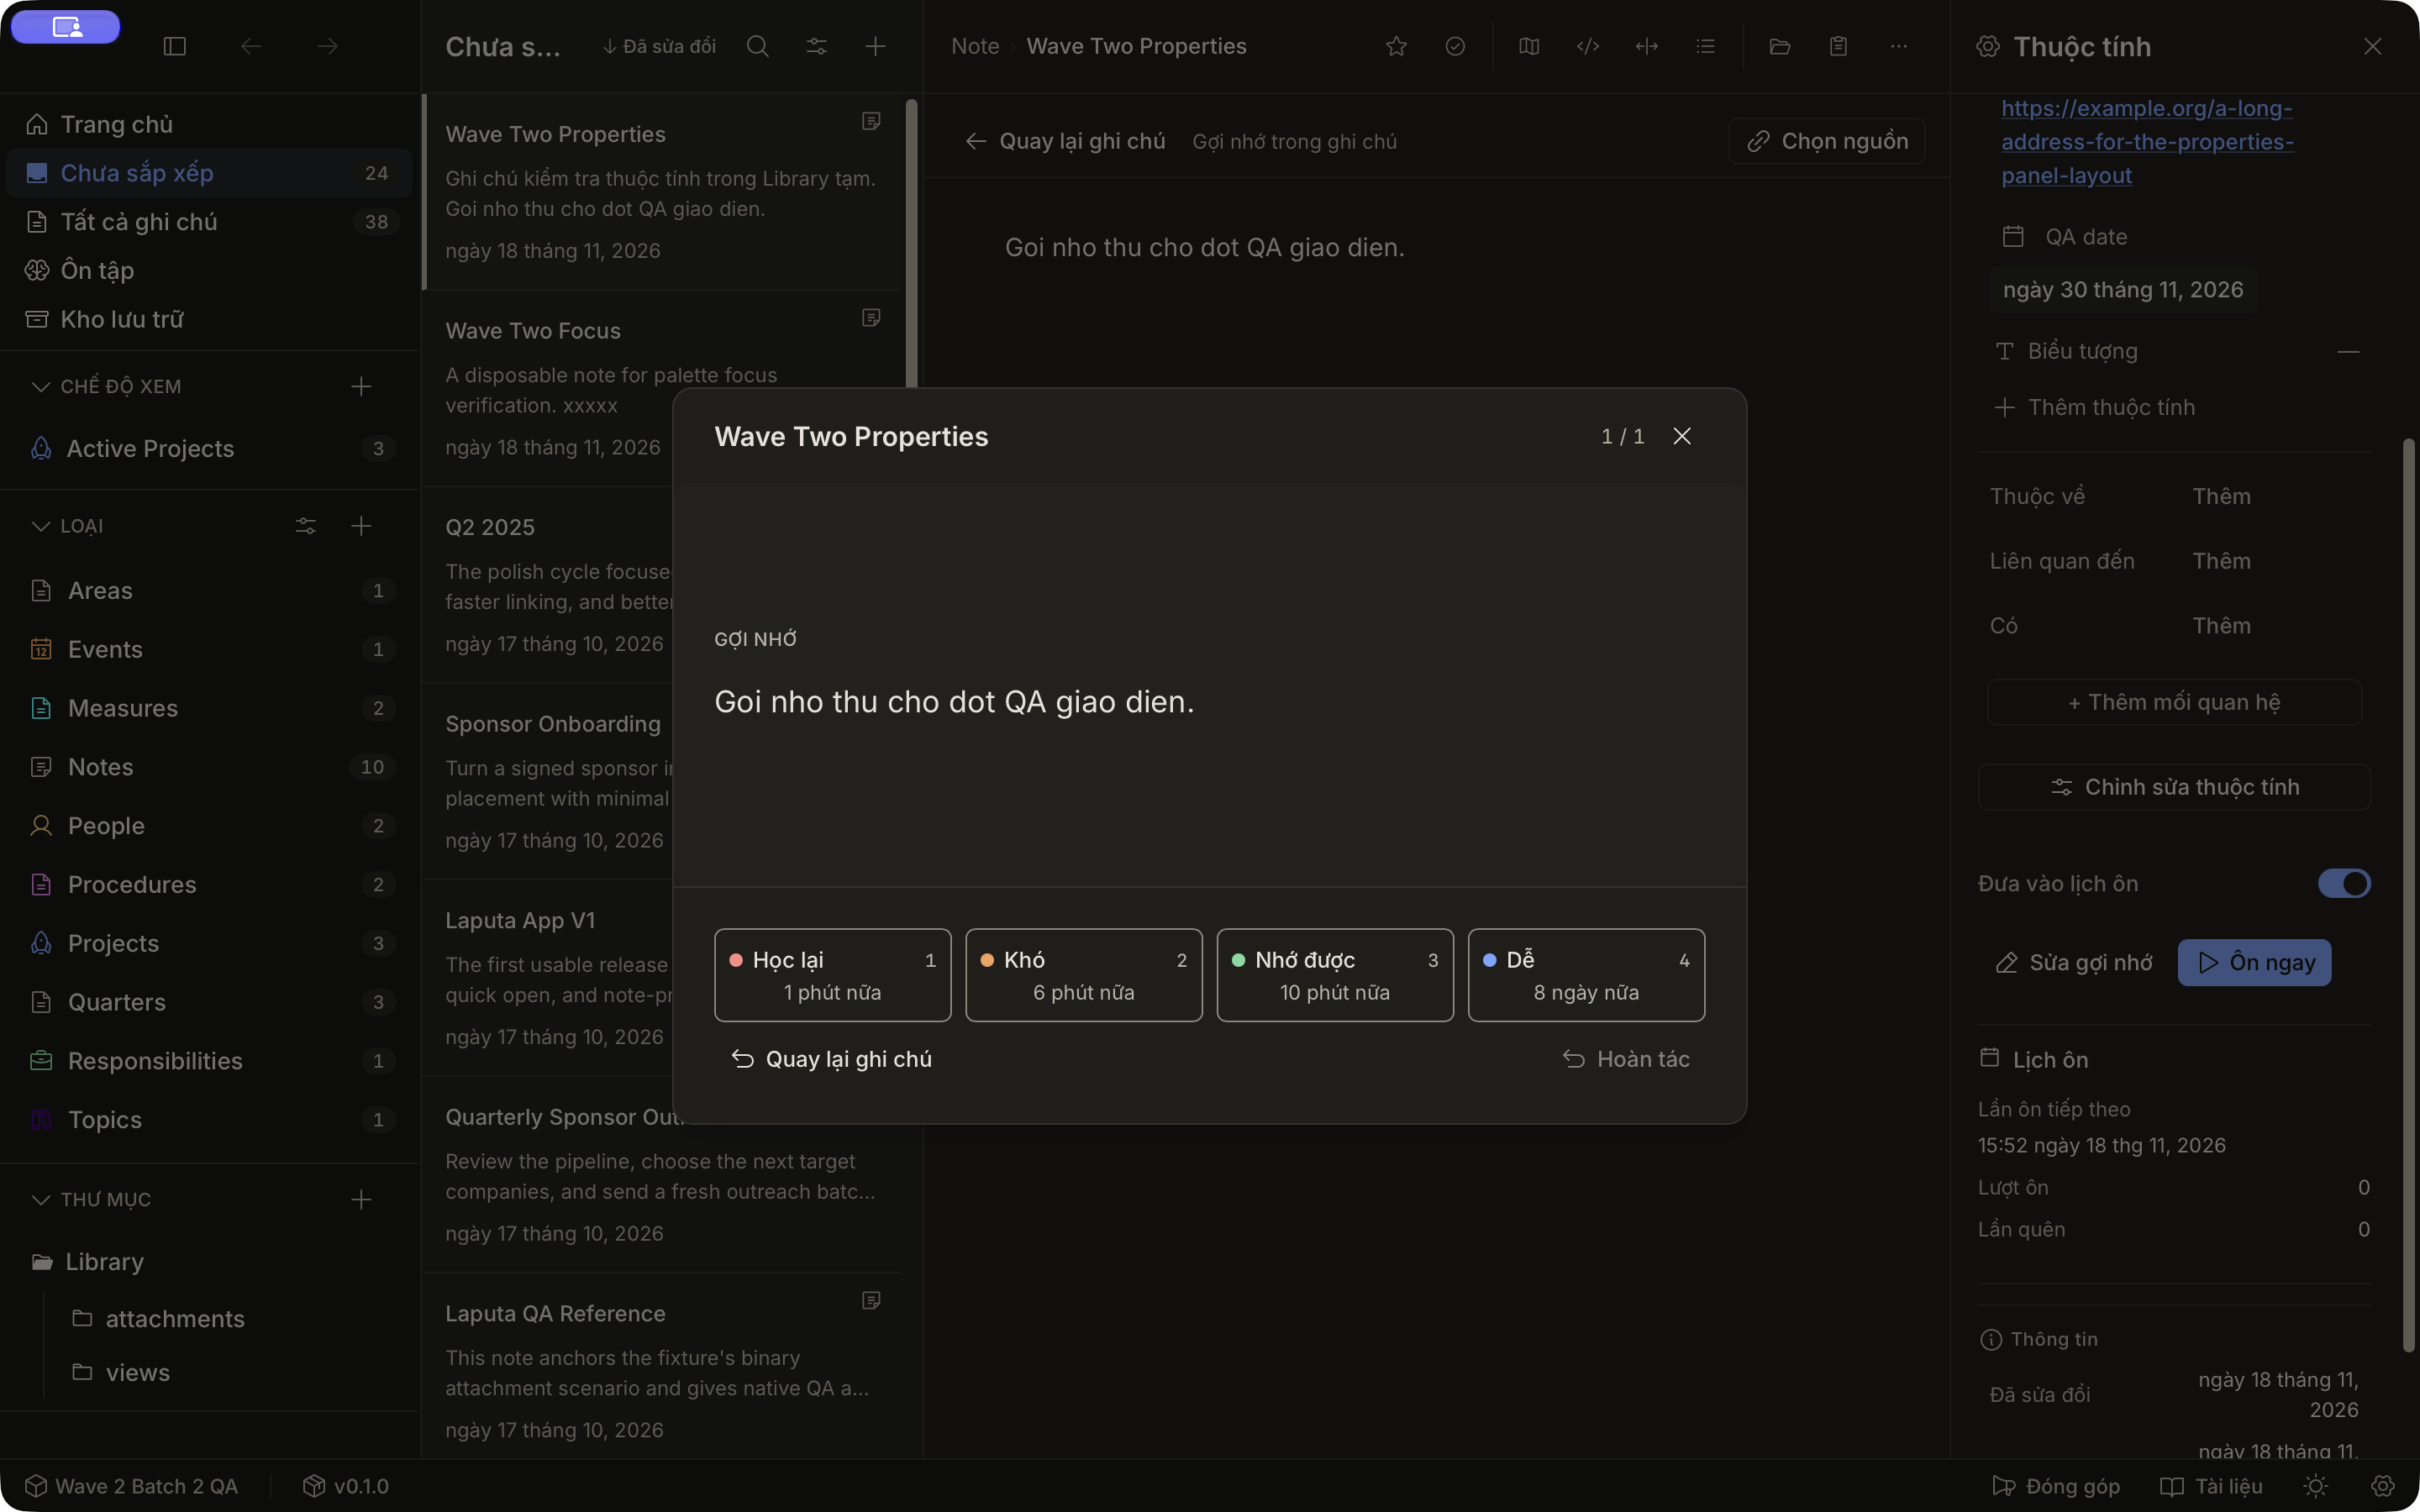 Chưa s...
Đã sửa đổi
Note
Wave Two Properties
Thuộc tính
Trang chủ
Chưa sắp xếp
24
Tất cả ghi chú
38
Ôn tập
Kho lưu trữ
CHẾ ĐỘ XEM
Active Projects
3
LOẠI
Areas
1
12
Events
1
Measures
2
Notes
10
People
2
Procedures
2
Projects
3
Quarters
3
Responsibilities
1
Topics
1
THƯ MỤC
Library
attachments
views
Wave Two Properties
Ghi chú kiểm tra thuộc tính trong Library tạm.
Goi nho thu cho dot QA giao dien.
ngày 18 tháng 11, 2026
Wave Two Focus
A disposable note for palette focus
verification. xxxxx
ngày 18 tháng 11, 2026
Q2 2025
The polish cycle focuse
faster linking, and better
ngày 17 tháng 10, 2026
Sponsor Onboarding
Turn a signed sponsor i
placement with minimal
ngày 17 tháng 10, 2026
Laputa App V1
The first usable release
quick open, and note-pr
ngày 17 tháng 10, 2026
Quarterly Sponsor Out
Review the pipeline, choose the next target
companies, and send a fresh outreach batc...
ngày 17 tháng 10, 2026
Laputa QA Reference
This note anchors the fixture's binary
attachment scenario and gives native QA a...
ngày 17 tháng 10, 2026
Quay lại ghi chú
Gợi nhớ trong ghi chú
Chọn nguồn
Goi nho thu cho dot QA giao dien.
Wave Two Properties
1 / 1
GỢI NHỚ
Goi nho thu cho dot QA giao dien.
Học lại
1
1 phút nữa
Khó
2
6 phút nữa
Nhớ được
3
10 phút nữa
Dễ
4
8 ngày nữa
Quay lại ghi chú
Hoàn tác
https://example.org/a-long-
address-for-the-properties-
panel-layout
QA date
ngày 30 tháng 11, 2026
Biểu tượng
—
Thêm thuộc tính
Thuộc về
Thêm
Liên quan đến
Thêm
Có
Thêm
+ Thêm mối quan hệ
Chỉnh sửa thuộc tính
Đưa vào lịch ôn
Sửa gợi nhớ
Ôn ngay
Lịch ôn
Lần ôn tiếp theo
15:52 ngày 18 thg 11, 2026
Lượt ôn
0
Lần quên
0
Thông tin
Đã sửa đổi
ngày 18 tháng 11,
2026
ngày 18 tháng 11,
Wave 2 Batch 2 QA
v0.1.0
Đóng góp
Tài liệu